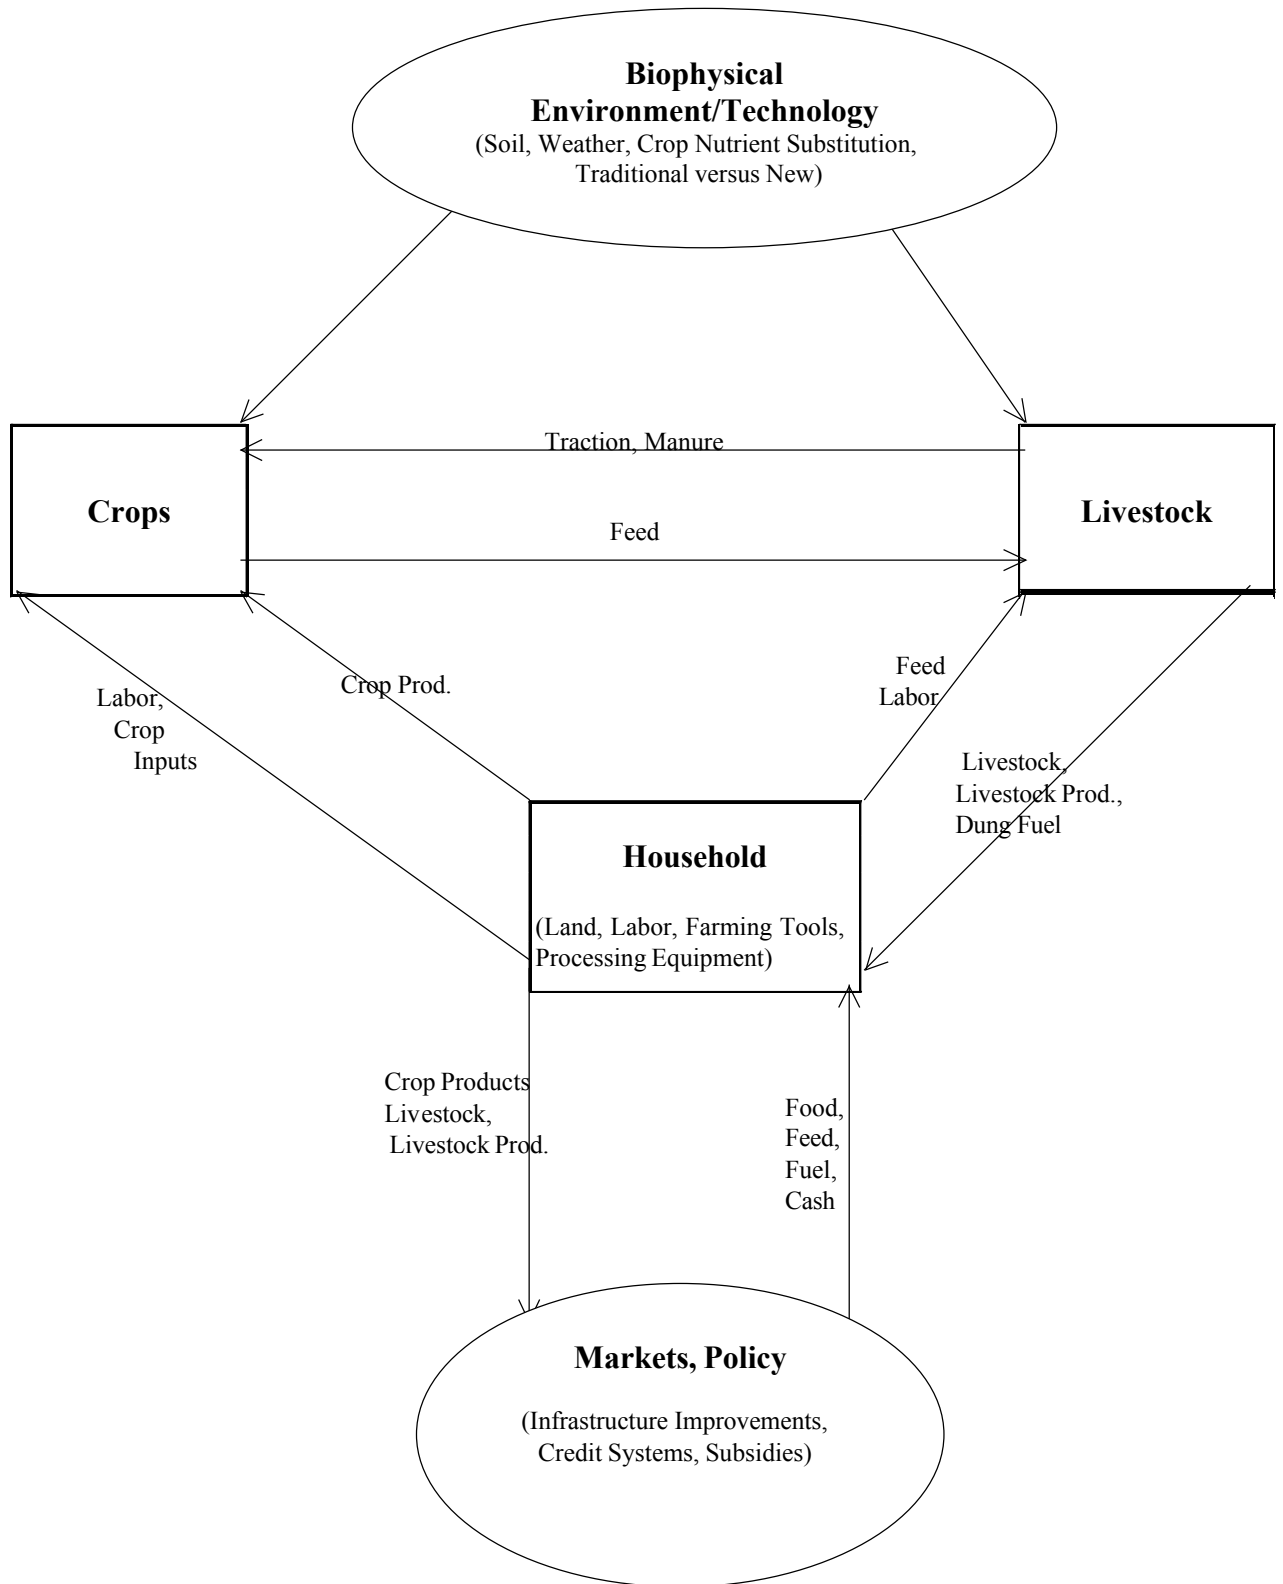 Biophysical
Environment/Technology
(Soil, Weather, Crop Nutrient Substitution,
Traditional versus New)
Traction, Manure
Crops
Livestock
Feed
Crop Prod.
Feed
Labor
Labor,
Crop
Inputs
Livestock,
Livestock Prod.,
Dung Fuel
Household
(Land, Labor, Farming Tools,
Processing Equipment)
Crop Products
Livestock,
Livestock Prod.
Food,
Feed,
Fuel,
Cash
Markets, Policy
(Infrastructure Improvements,
Credit Systems, Subsidies)